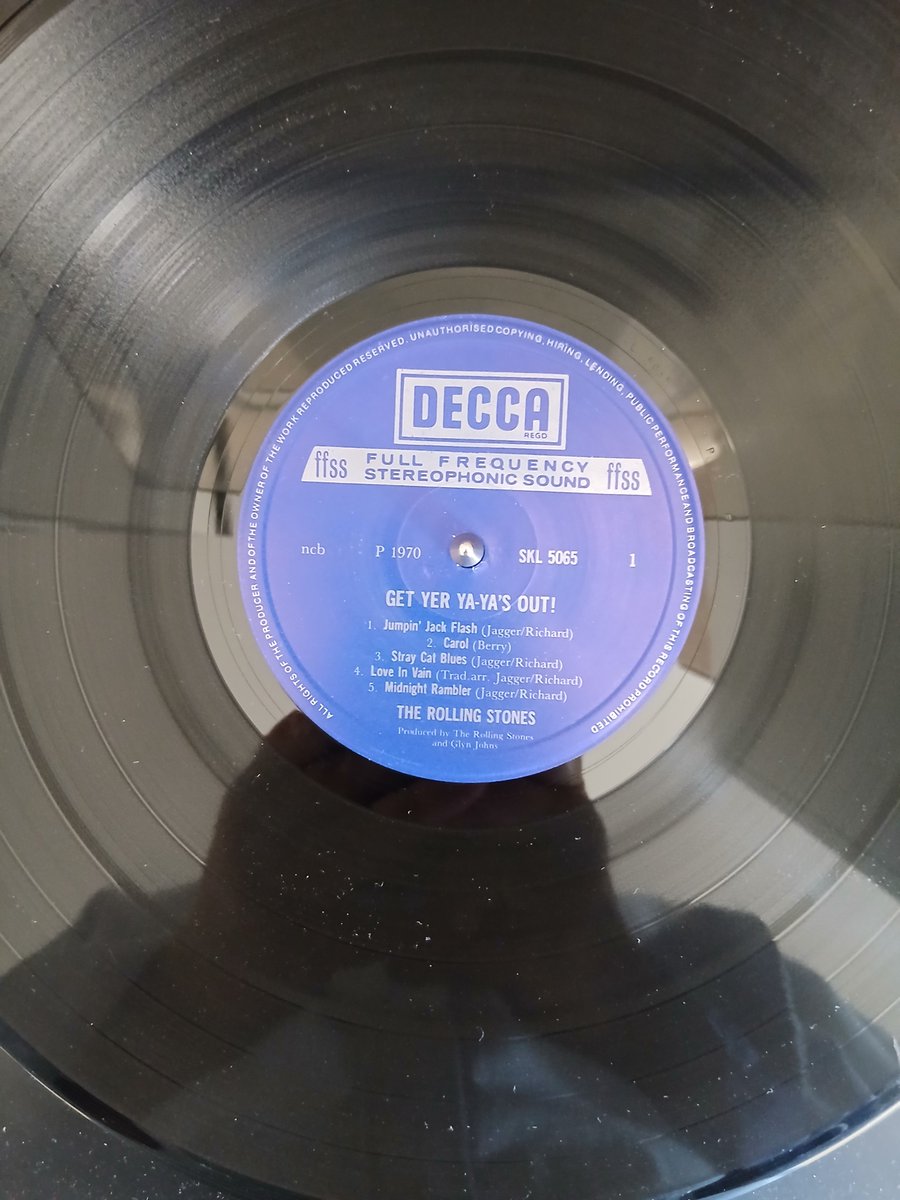 ALL RIGHTS OF THE PRODUCER AND OF THE OWNER OF THE WORK REPRODUCED RESERVED. UNAUTHORISED COPYING, HIRING, LENDING, PUBLIC PERFORMANCE AND BROADCASTING OF THIS RECORD PROHIBITED
DECCA
REGD
ffss FULL FREQUENCY STEREOPHONIC SOUND ffss
ncb P 1970 SKL 5065 1
GET YER YA-YA'S OUT!
1. Jumpin' Jack Flash (Jagger/Richard)
2. Carol (Berry)
3. Stray Cat Blues (Jagger/Richard)
4. Love In Vain (Trad.arr. Jagger/Richard)
5. Midnight Rambler (Jagger/Richard)
THE ROLLING STONES
Produced by The Rolling Stones
and Glyn Johns
P